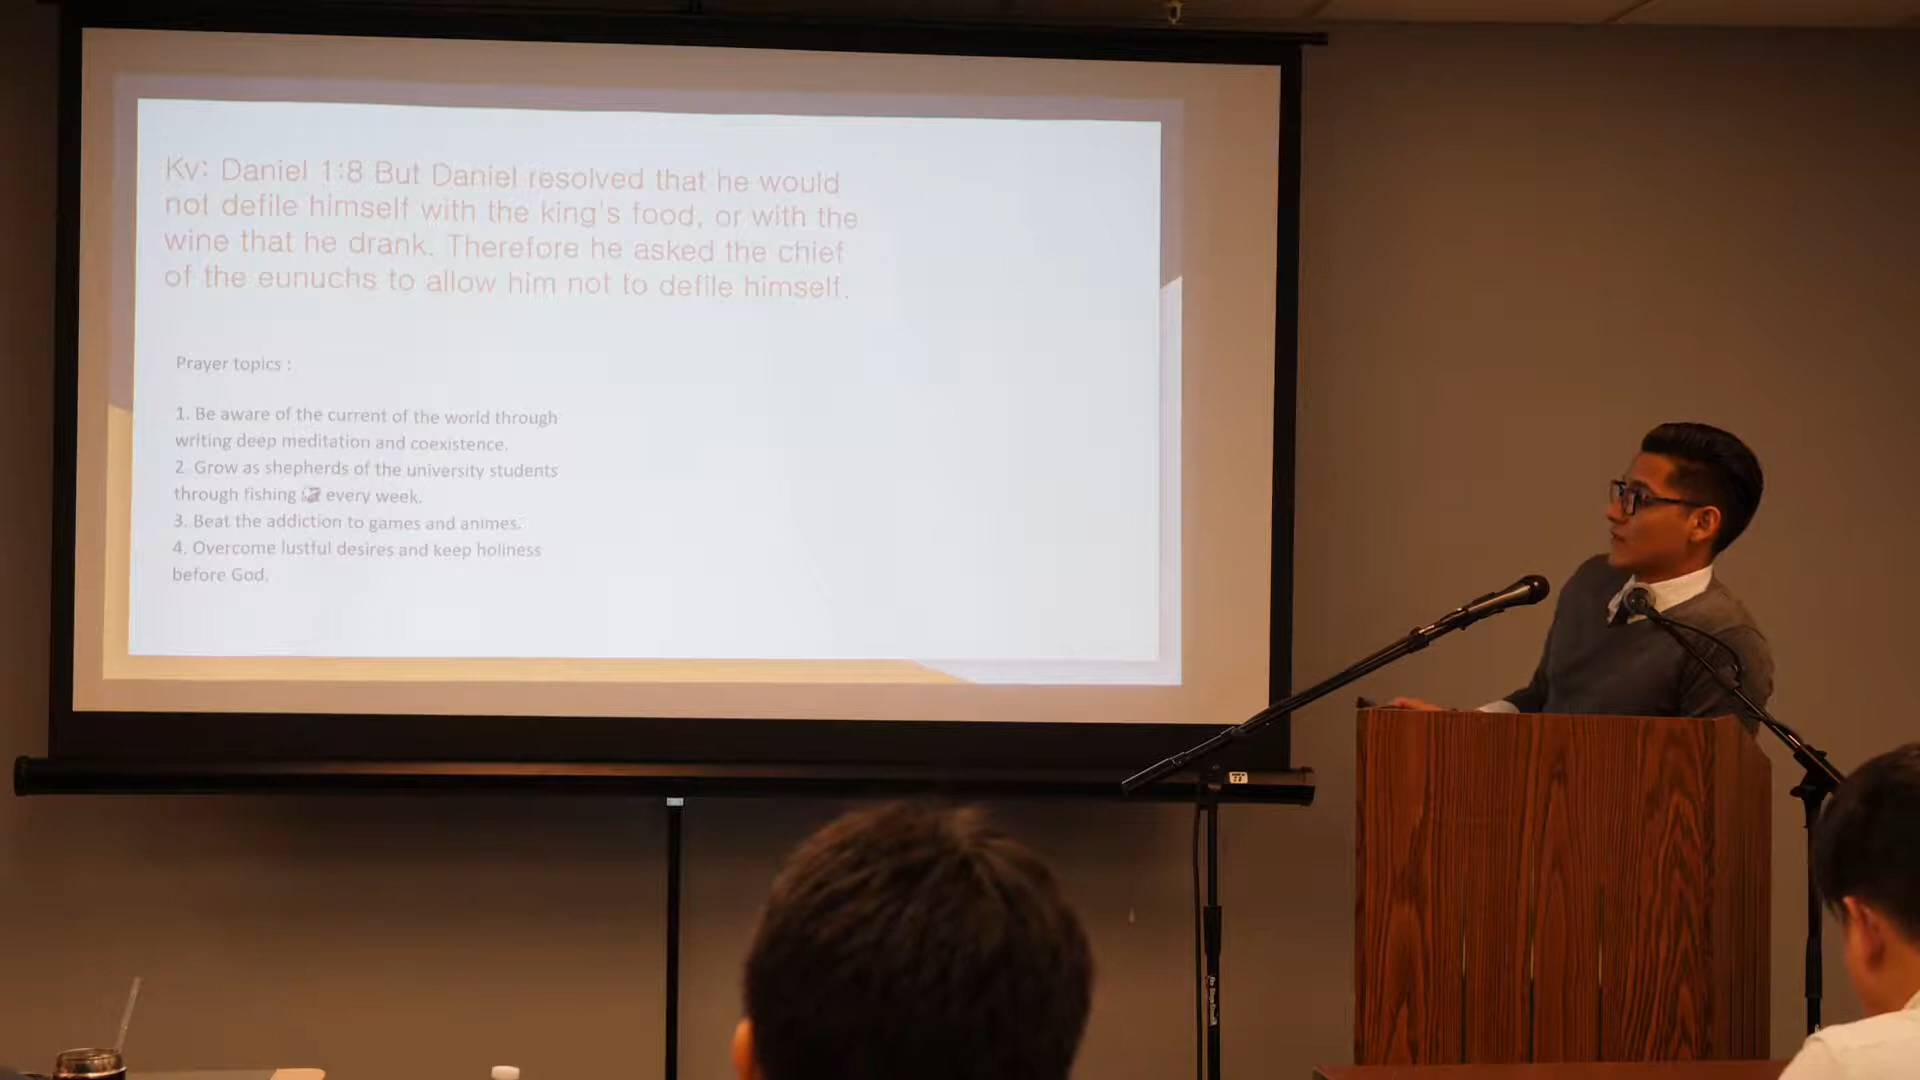 Kv: Daniel 1:8 But Daniel resolved that he would
not defile himself with the king's food, or with the
wine that he drank. Therefore he asked the chief
of the eunuchs to allow him not to defile himself.
Prayer topics :
1. Be aware of the current of the world through
writing deep meditation and coexistence.
2. Grow as shepherds of the university students
through fishing every week.
3. Beat the addiction to games and animes.
4. Overcome lustful desires and keep holiness
before God.